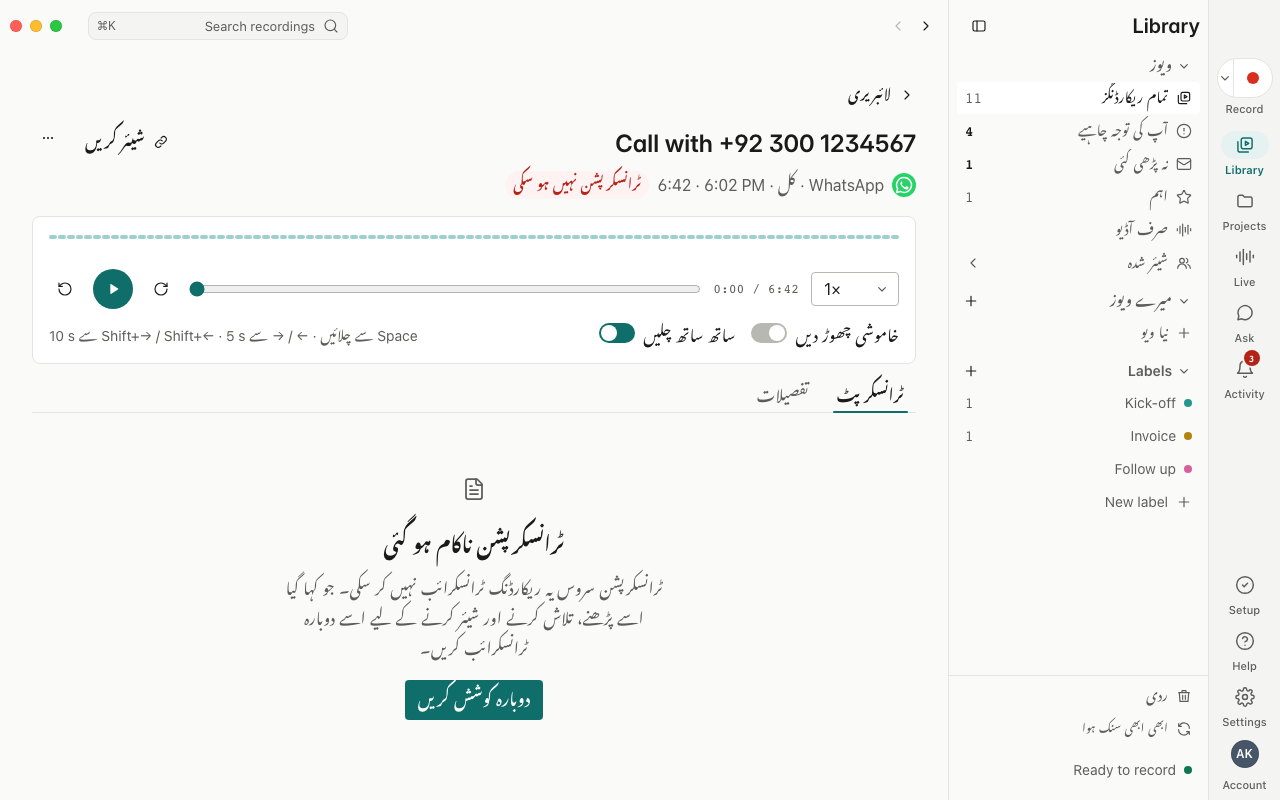 Search recordings
⌘K
Library
ویوز
تمام ریکارڈنگز 11
آپ کی توجہ چاہیے 4
نہ پڑھی گئی 1
اہم 1
صرف آڈیو
شیئر شدہ
میرے ویوز
نیا ویو
Labels
Kick-off 1
Invoice 1
Follow up
New label
ردی
ابھی ابھی سنک ہوا
Ready to record
Record
Library
Projects
Live
Ask
3
Activity
Setup
Help
Settings
AK
Account
لائبریری
Call with +92 300 1234567
شیئر کریں
...
WhatsApp · کل · 6:02 PM · 6:42 ٹرانسکرپشن نہیں ہو سکی
0:00 / 6:42
1×
خاموشی چھوڑ دیں
ساتھ ساتھ چلیں
Space سے چلائیں · ← / → سے 5 s · Shift+← / Shift+→ سے 10 s
ٹرانسکرپٹ
تفصیلات
ٹرانسکرپشن ناکام ہو گئی
ٹرانسکرپشن سروس یہ ریکارڈنگ ٹرانسکرائب نہیں کر سکی۔ جو کہا گیا
اسے پڑھنے، تلاش کرنے اور شیئر کرنے کے لیے اسے دوبارہ
ٹرانسکرائب کریں۔
دوبارہ کوشش کریں